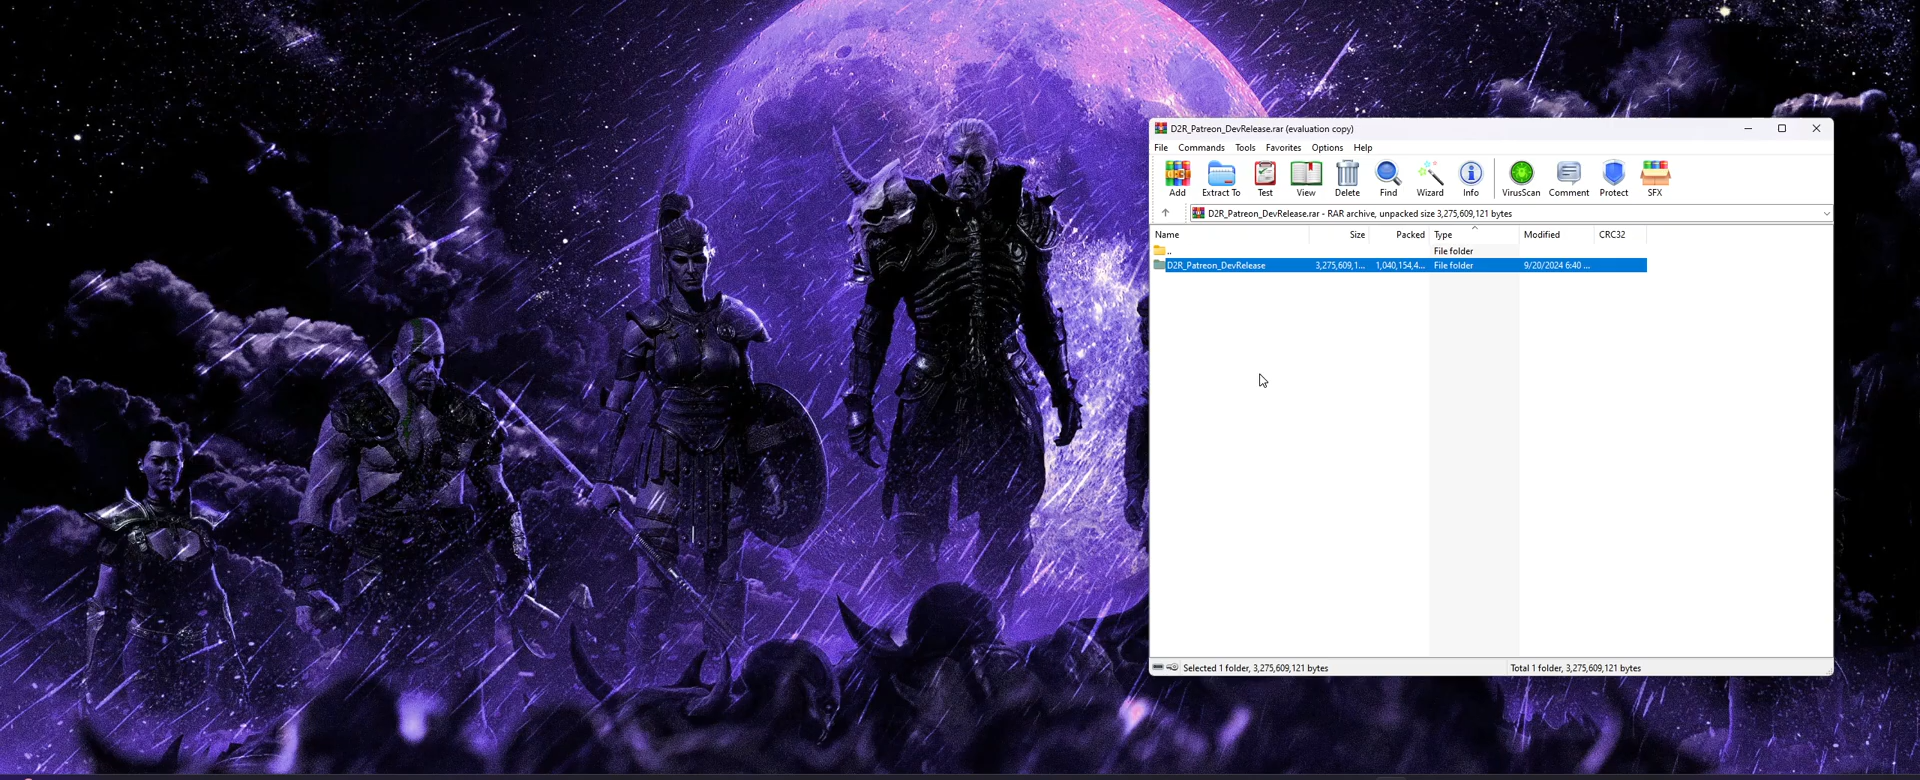 D2R_Patreon_DevRelease.rar (evaluation copy)
File Commands Tools Favorites Options Help
Add Extract To Test View Delete Find Wizard Info VirusScan Comment Protect SFX
D2R_Patreon_DevRelease.rar - RAR archive, unpacked size 3,275,609,121 bytes
Name Size Packed Type Modified CRC32
.. File folder
D2R_Patreon_DevRelease 3,275,609,1... 1,040,154,4... File folder 9/20/2024 6:40 ...
Selected 1 folder, 3,275,609,121 bytes Total 1 folder, 3,275,609,121 bytes